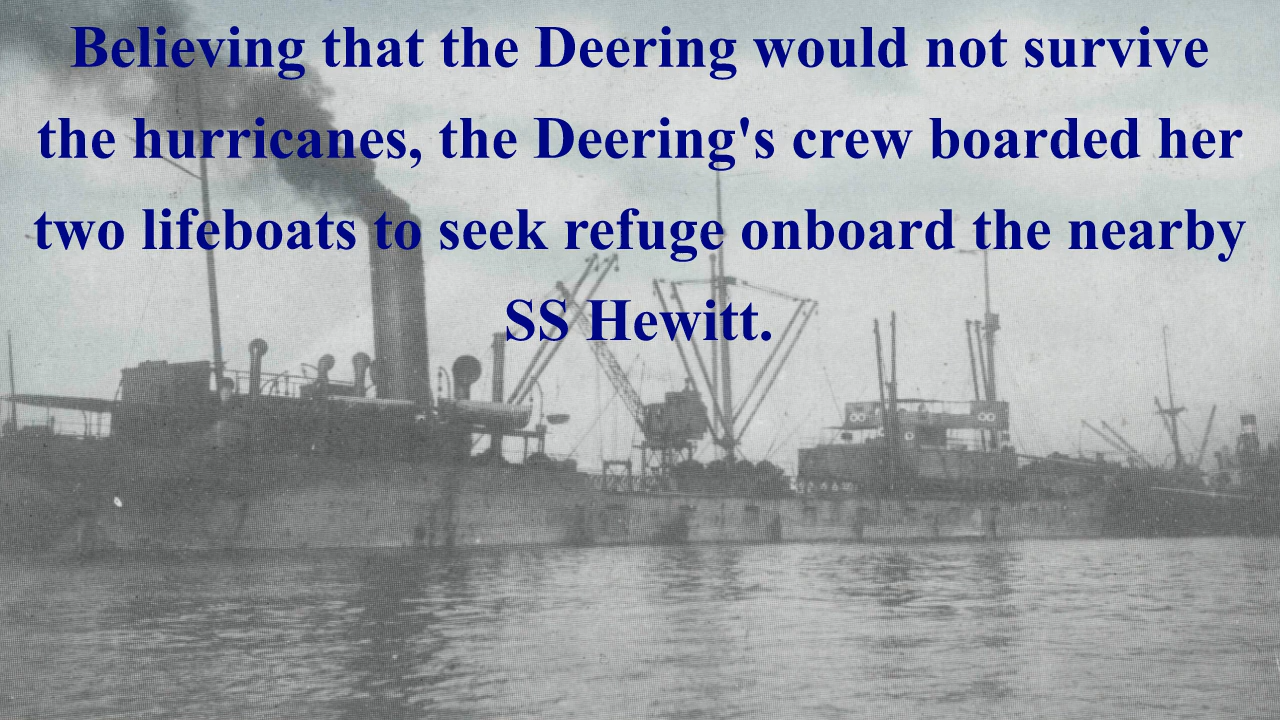 Believing that the Deering would not survive
the hurricanes, the Deering's crew boarded her
two lifeboats to seek refuge onboard the nearby
SS Hewitt.